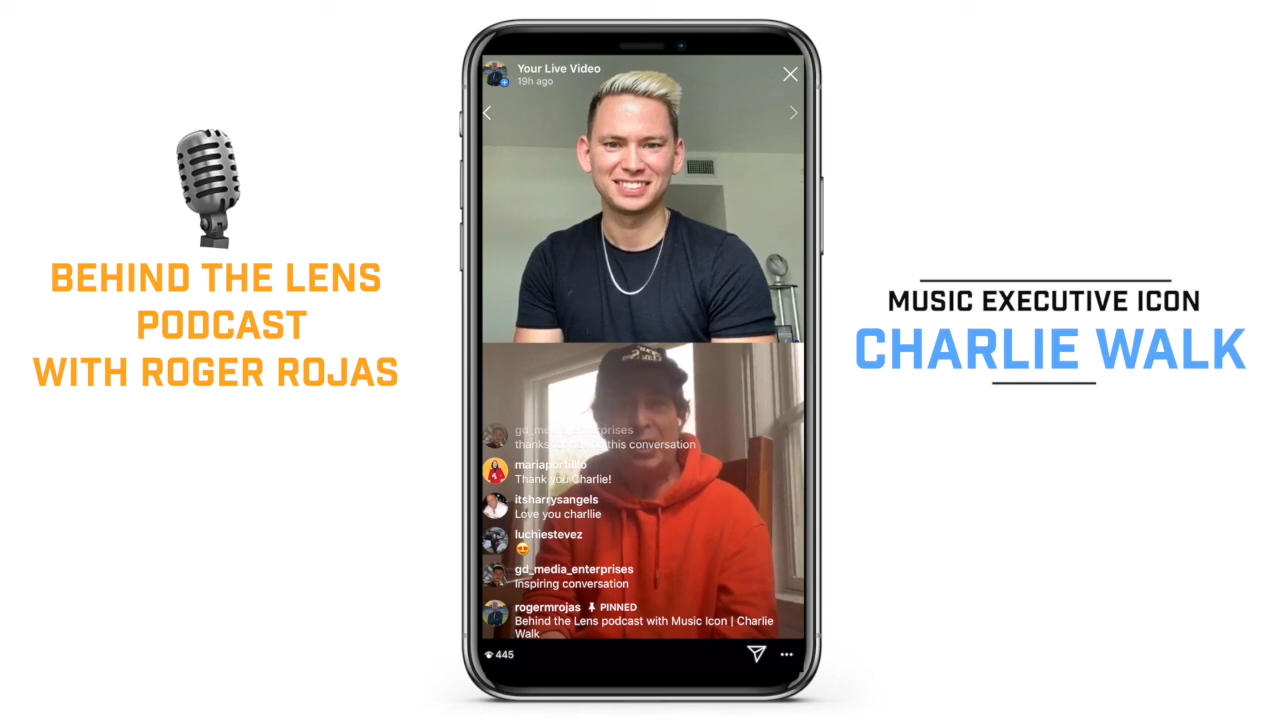 BEHIND THE LENS
PODCAST
WITH ROGER ROJAS
Your Live Video
19h ago
gd_media_enterprises
this conversation
mariaportilllo
Thank you Charlie!
itsharrysangels
Love you charllie
luchiestevez
😍
gd_media_enterprises
Inspiring conversation
rogermrojas PINNED
Behind the Lens podcast with Music Icon | Charlie
Walk
445
MUSIC EXECUTIVE ICON
CHARLIE WALK